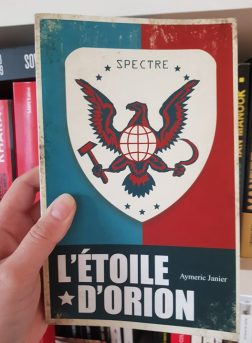 SPECTRE
L'ÉTOILE
Aymeric Janier
D'ORION